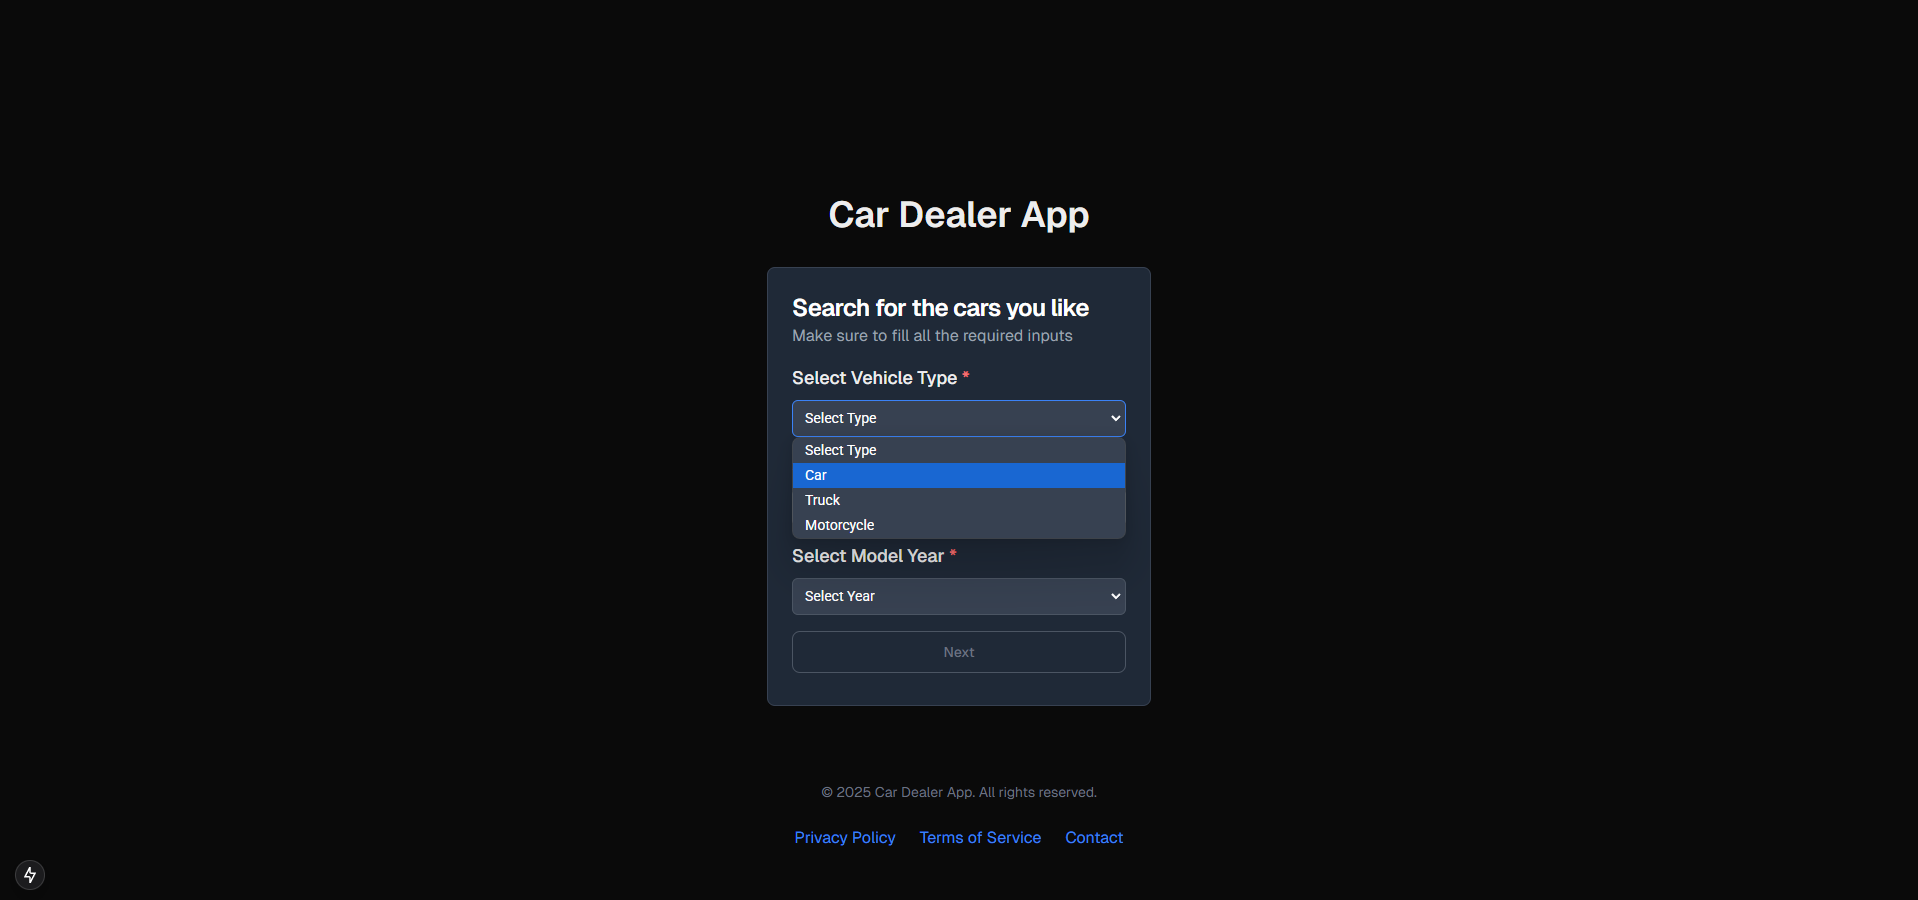 Car Dealer App
Search for the cars you like
Make sure to fill all the required inputs
Select Vehicle Type *
Select Type
Select Type
Car
Truck
Motorcycle
Select Model Year *
Select Year
Next
© 2025 Car Dealer App. All rights reserved.
Privacy Policy Terms of Service Contact